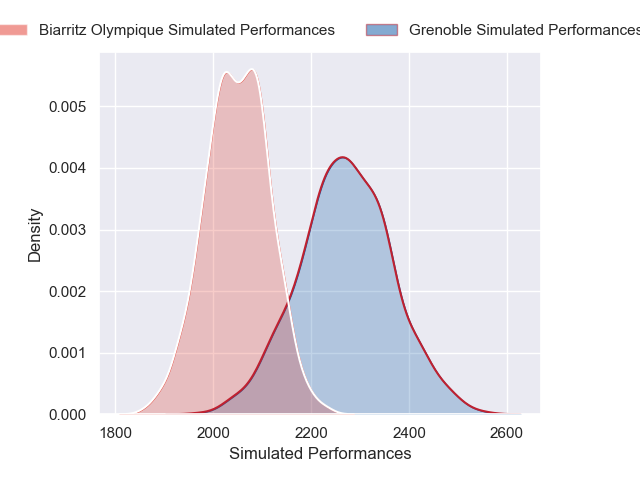 Biarritz Olympique Simulated Performances
Grenoble Simulated Performances
0.005
0.004
0.003
0.002
0.001
0.000
Density
1800 2000 2200 2400 2600
Simulated Performances